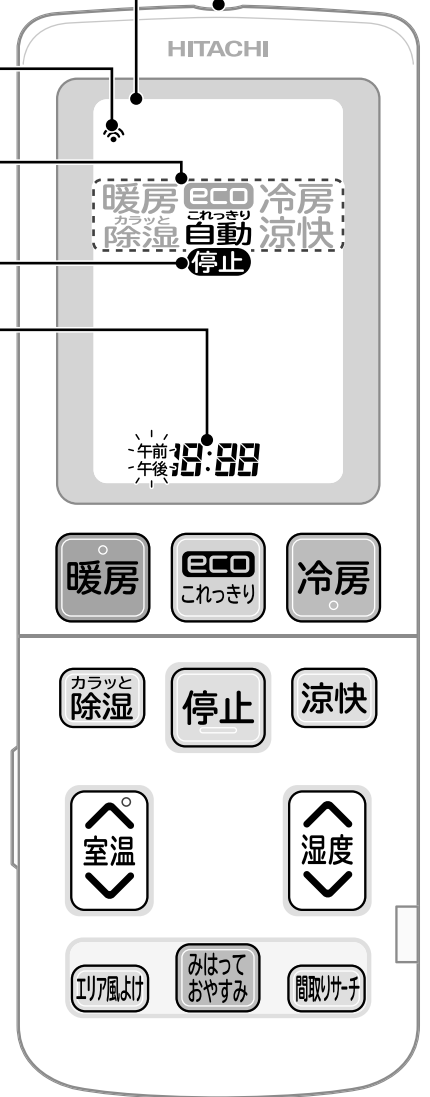 HITACHI
暖房 eco 冷房
カラッと これっきり
除湿 自動 涼快
停止
午前
午後 18:88
暖房 eco これっきり 冷房
カラッと
除湿 停止 涼快
室温 湿度
エリア風よけ みはって おやすみ 間取りサーチ